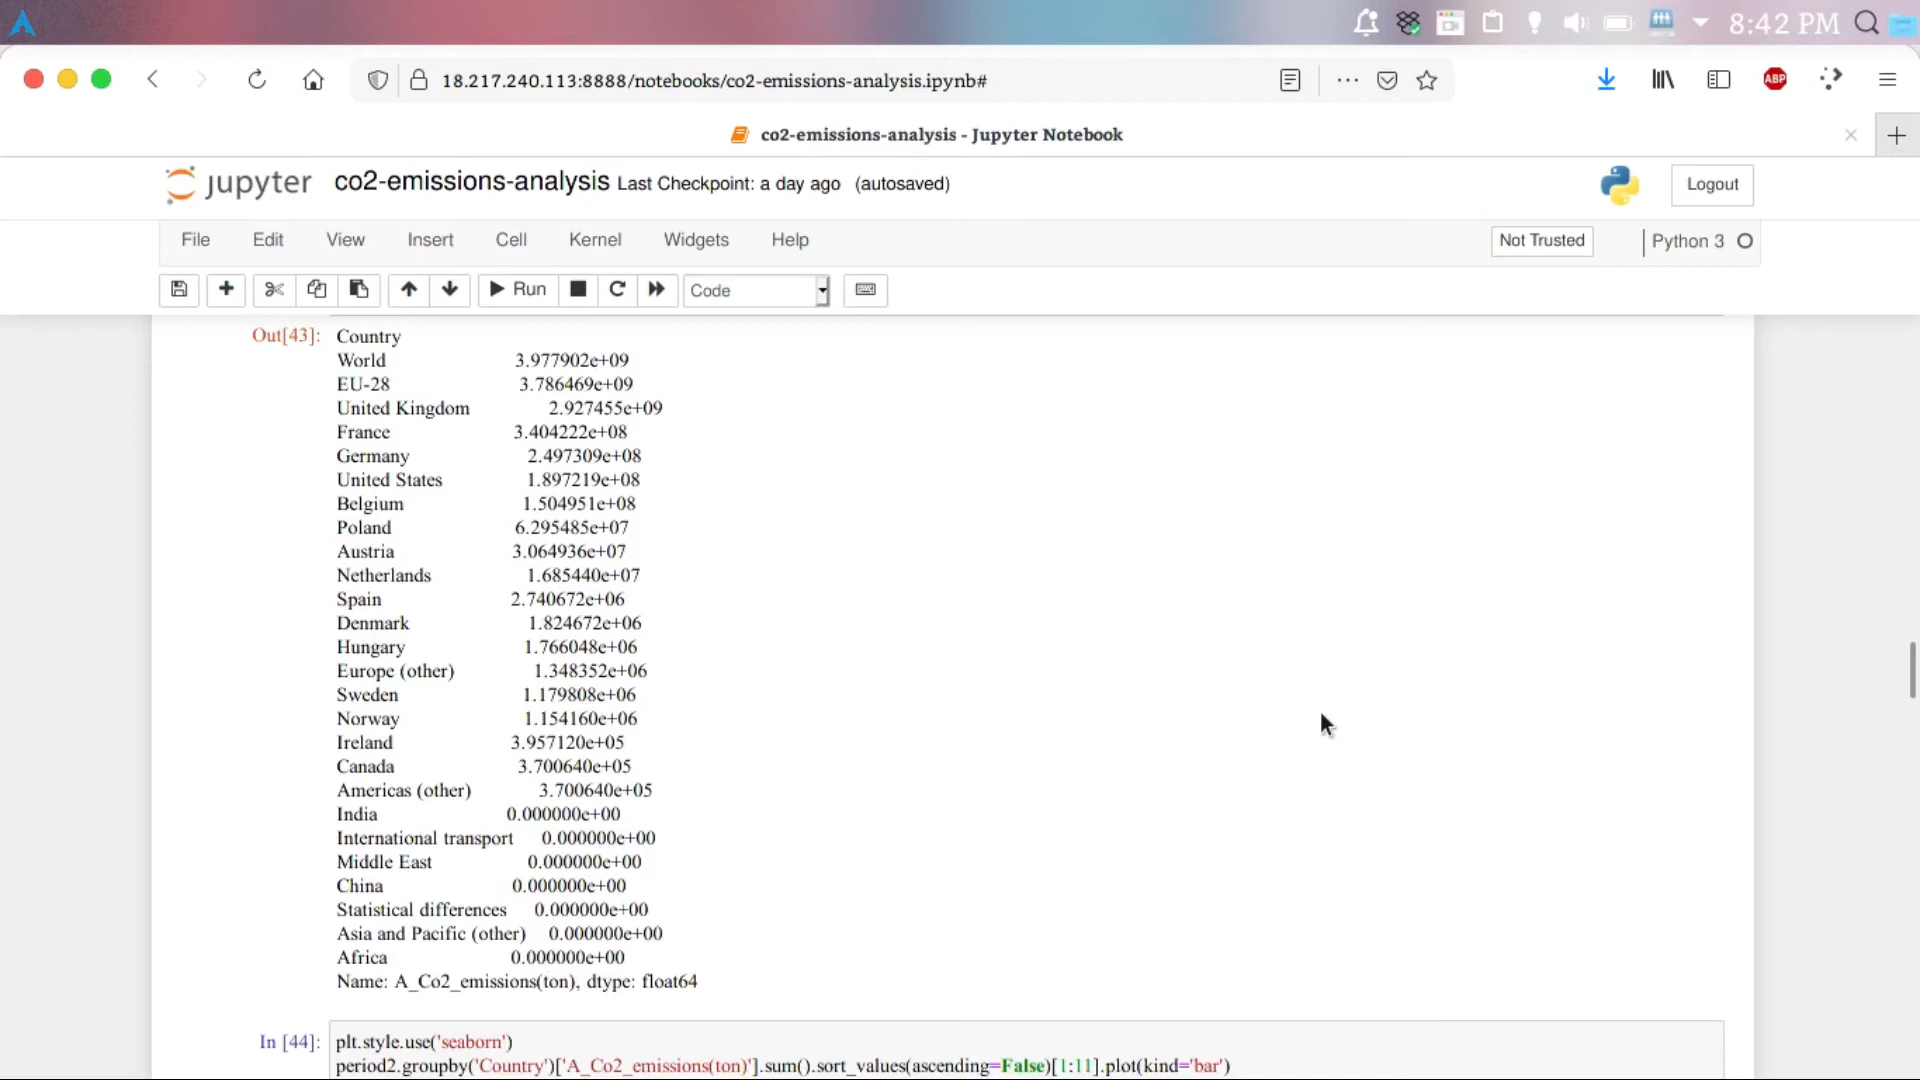 8:42 PM
18.217.240.113:8888/notebooks/co2-emissions-analysis.ipynb#
ABP
co2-emissions-analysis - Jupyter Notebook
jupyter co2-emissions-analysis Last Checkpoint: a day ago (autosaved)
Logout
File Edit View Insert Cell Kernel Widgets Help
Not Trusted
Python 3
Run
Code
Out[43]: Country
World 3.977902e+09
EU-28 3.786469e+09
United Kingdom 2.927455e+09
France 3.404222e+08
Germany 2.497309e+08
United States 1.897219e+08
Belgium 1.504951e+08
Poland 6.295485e+07
Austria 3.064936e+07
Netherlands 1.685440e+07
Spain 2.740672e+06
Denmark 1.824672e+06
Hungary 1.766048e+06
Europe (other) 1.348352e+06
Sweden 1.179808e+06
Norway 1.154160e+06
Ireland 3.957120e+05
Canada 3.700640e+05
Americas (other) 3.700640e+05
India 0.000000e+00
International transport 0.000000e+00
Middle East 0.000000e+00
China 0.000000e+00
Statistical differences 0.000000e+00
Asia and Pacific (other) 0.000000e+00
Africa 0.000000e+00
Name: A_Co2_emissions(ton), dtype: float64
In [44]: plt.style.use('seaborn')
period2.groupby('Country')['A_Co2_emissions(ton)'].sum().sort_values(ascending=False)[1:11].plot(kind='bar')